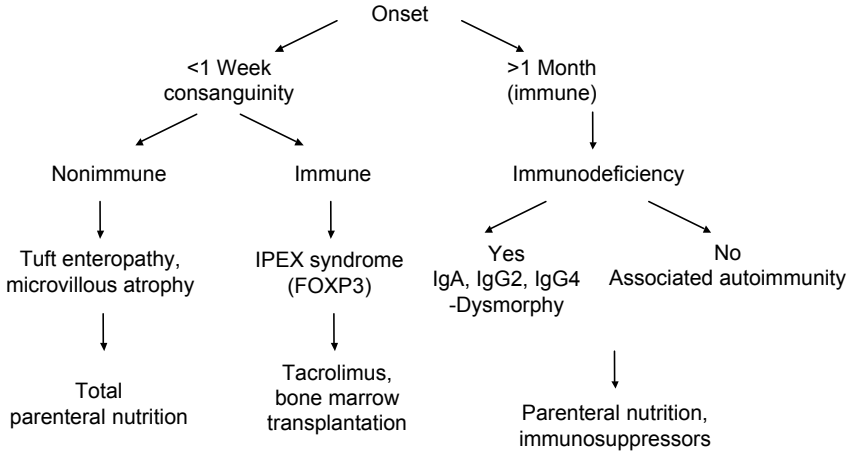 Onset
<1 Week
consanguinity
>1 Month
(immune)
Nonimmune
Immune
Immunodeficiency
Tuft enteropathy,
microvillous atrophy
IPEX syndrome
(FOXP3)
Yes
IgA, IgG2, IgG4
-Dysmorphy
No
Associated autoimmunity
Total
parenteral nutrition
Tacrolimus,
bone marrow
transplantation
Parenteral nutrition,
immunosuppressors